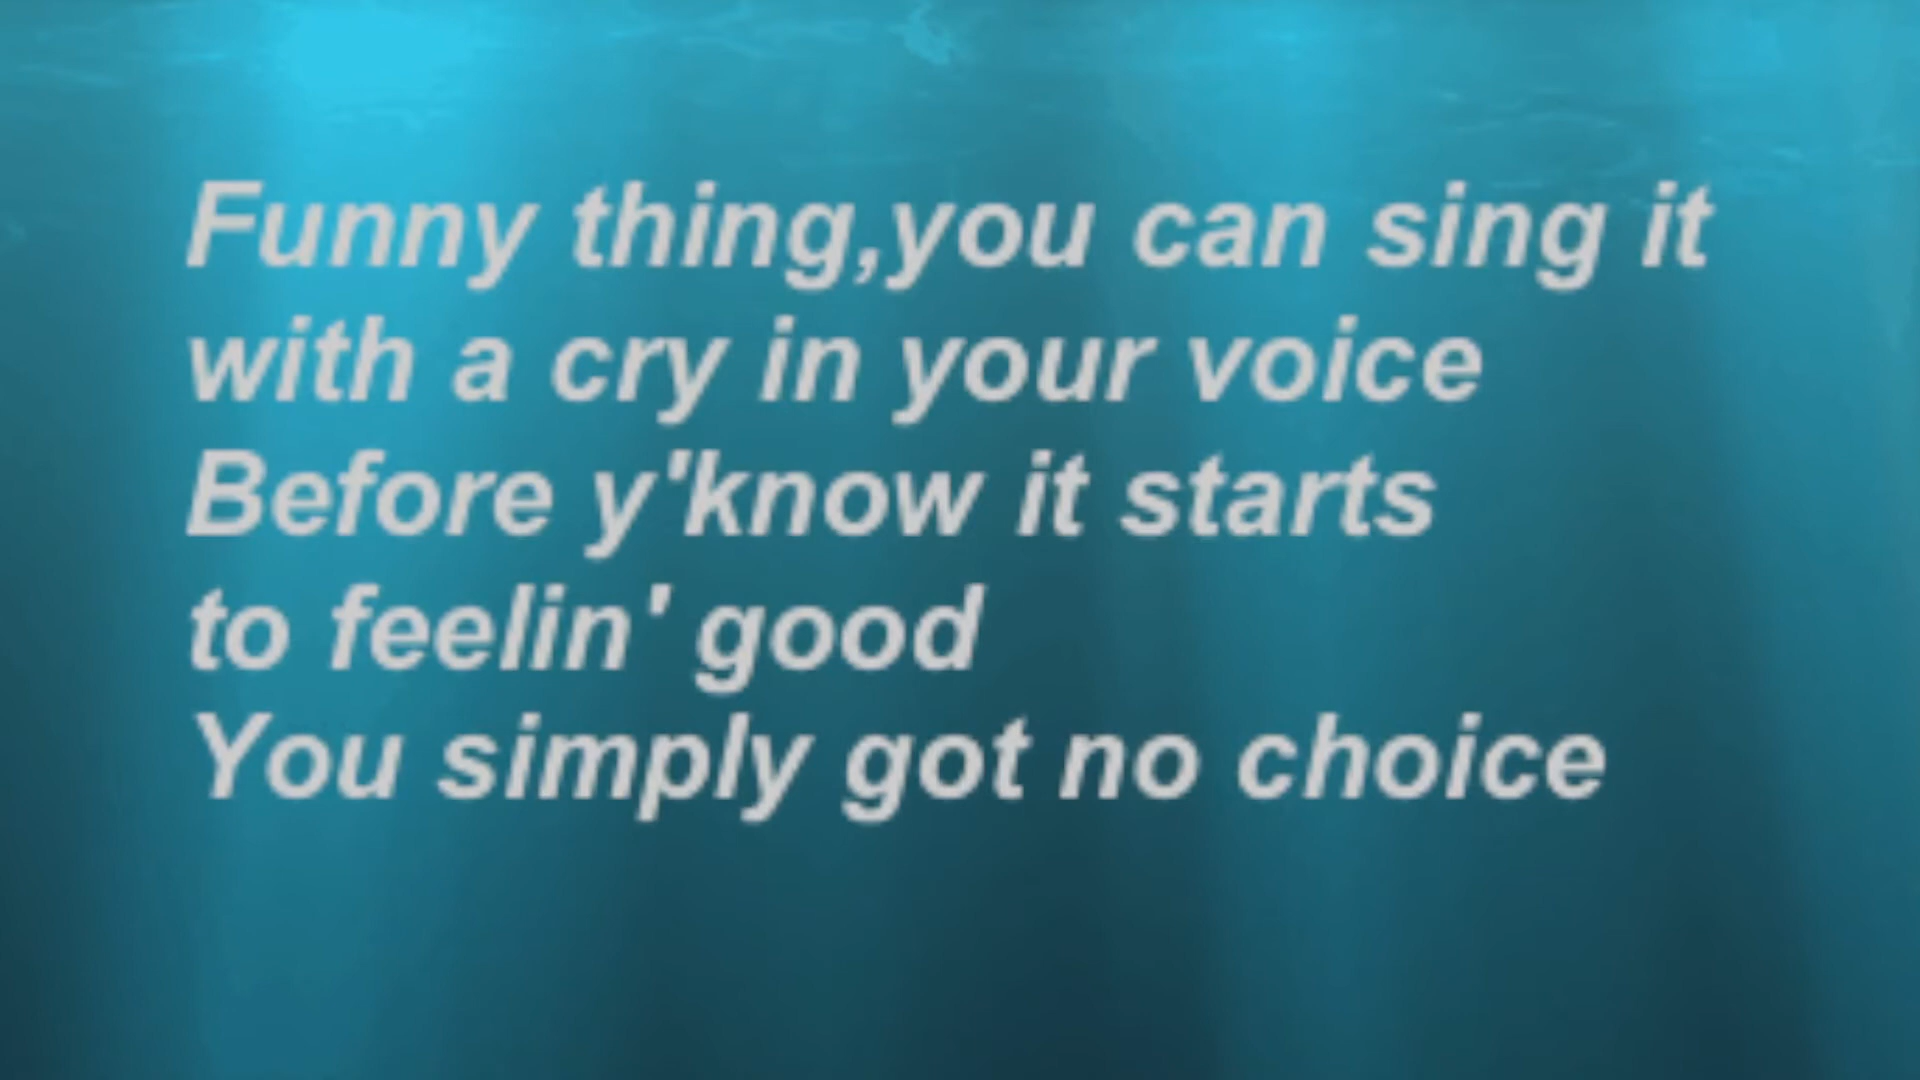 Funny thing,you can sing it
with a cry in your voice
Before y'know it starts
to feelin' good
You simply got no choice